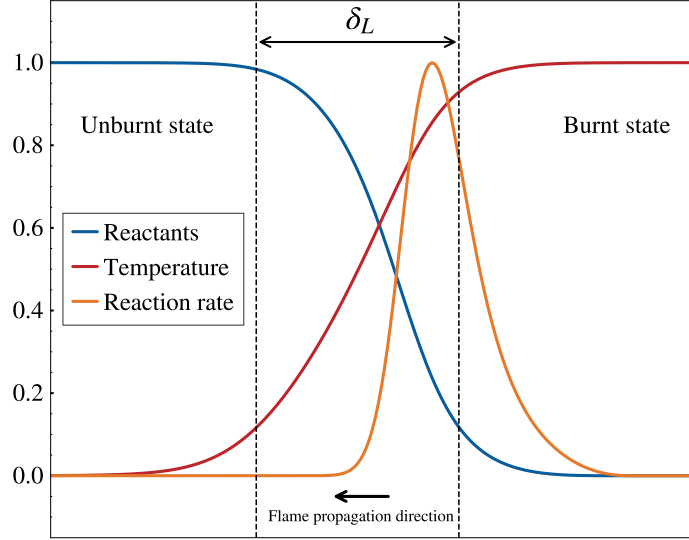 δ_L
1.0
Unburnt state
Burnt state
0.8
0.6
Reactants
Temperature
Reaction rate
0.4
0.2
0.0
Flame propagation direction